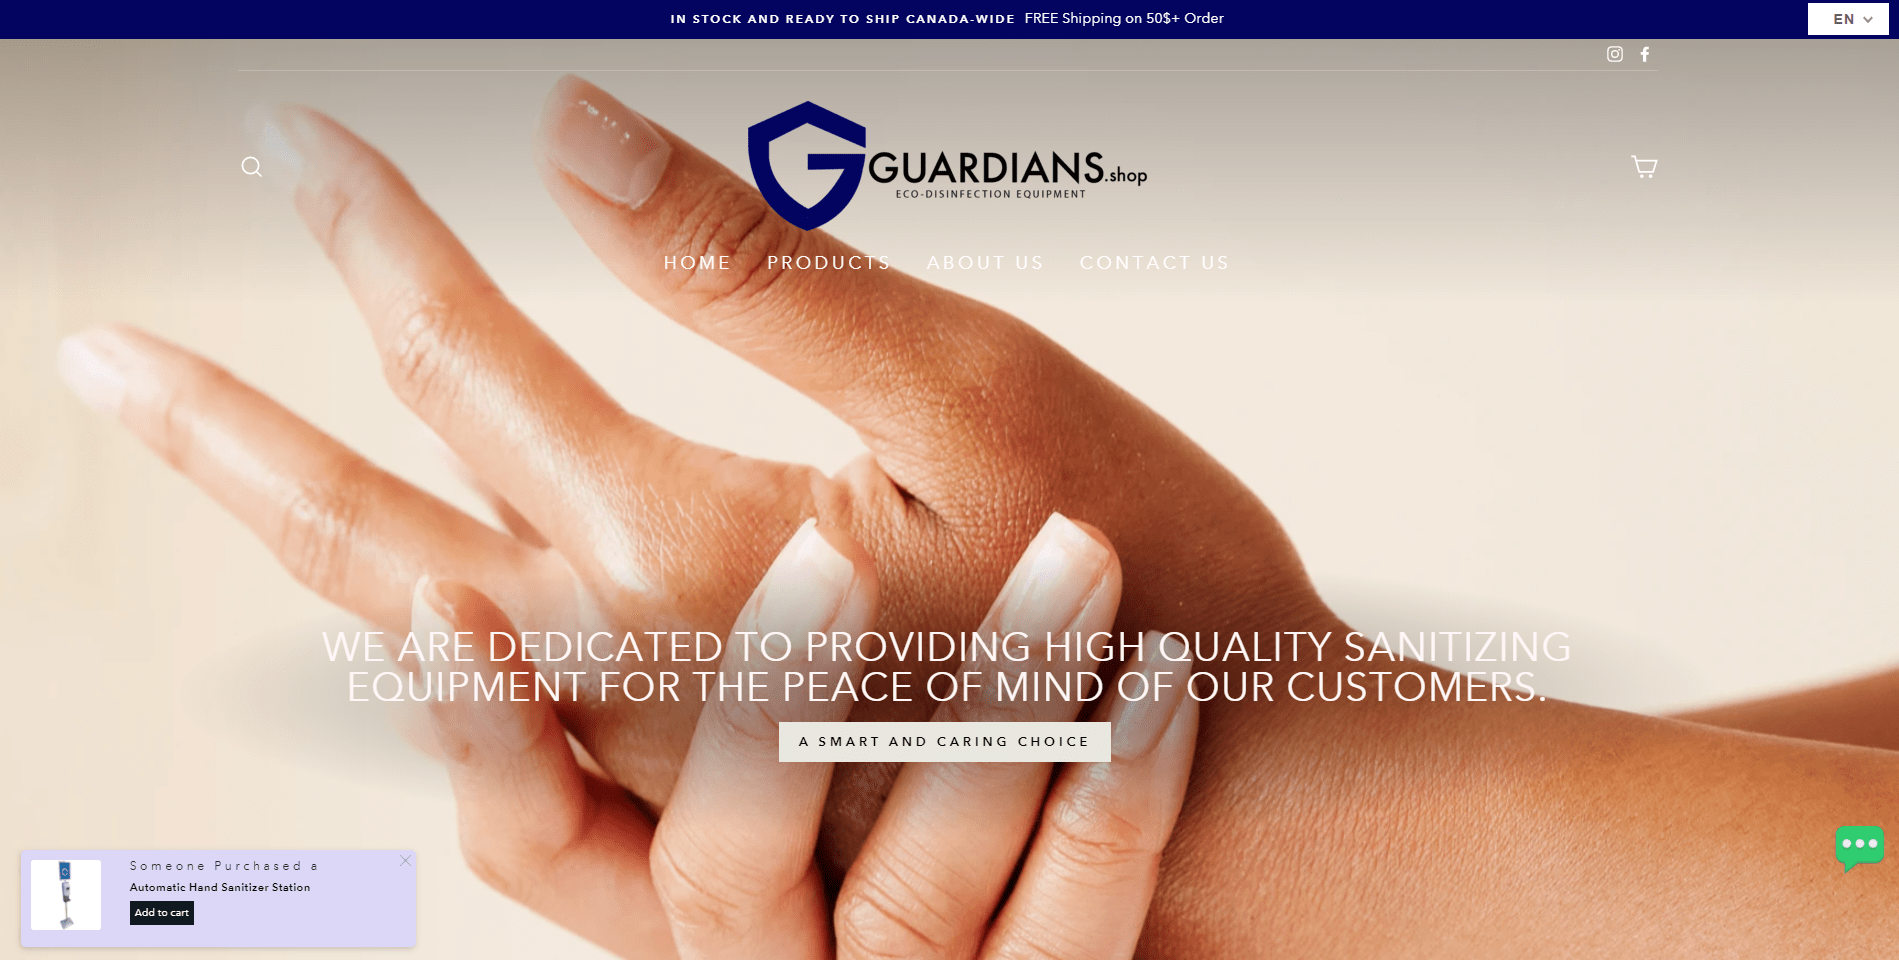 IN STOCK AND READY TO SHIP CANADA-WIDE FREE Shipping on 50$+ Order
EN
GUARDIANS.shop
ECO-DISINFECTION EQUIPMENT
HOME PRODUCTS ABOUT US CONTACT US
WE ARE DEDICATED TO PROVIDING HIGH QUALITY SANITIZING
EQUIPMENT FOR THE PEACE OF MIND OF OUR CUSTOMERS.
A SMART AND CARING CHOICE
Someone Purchased a
Automatic Hand Sanitizer Station
Add to cart